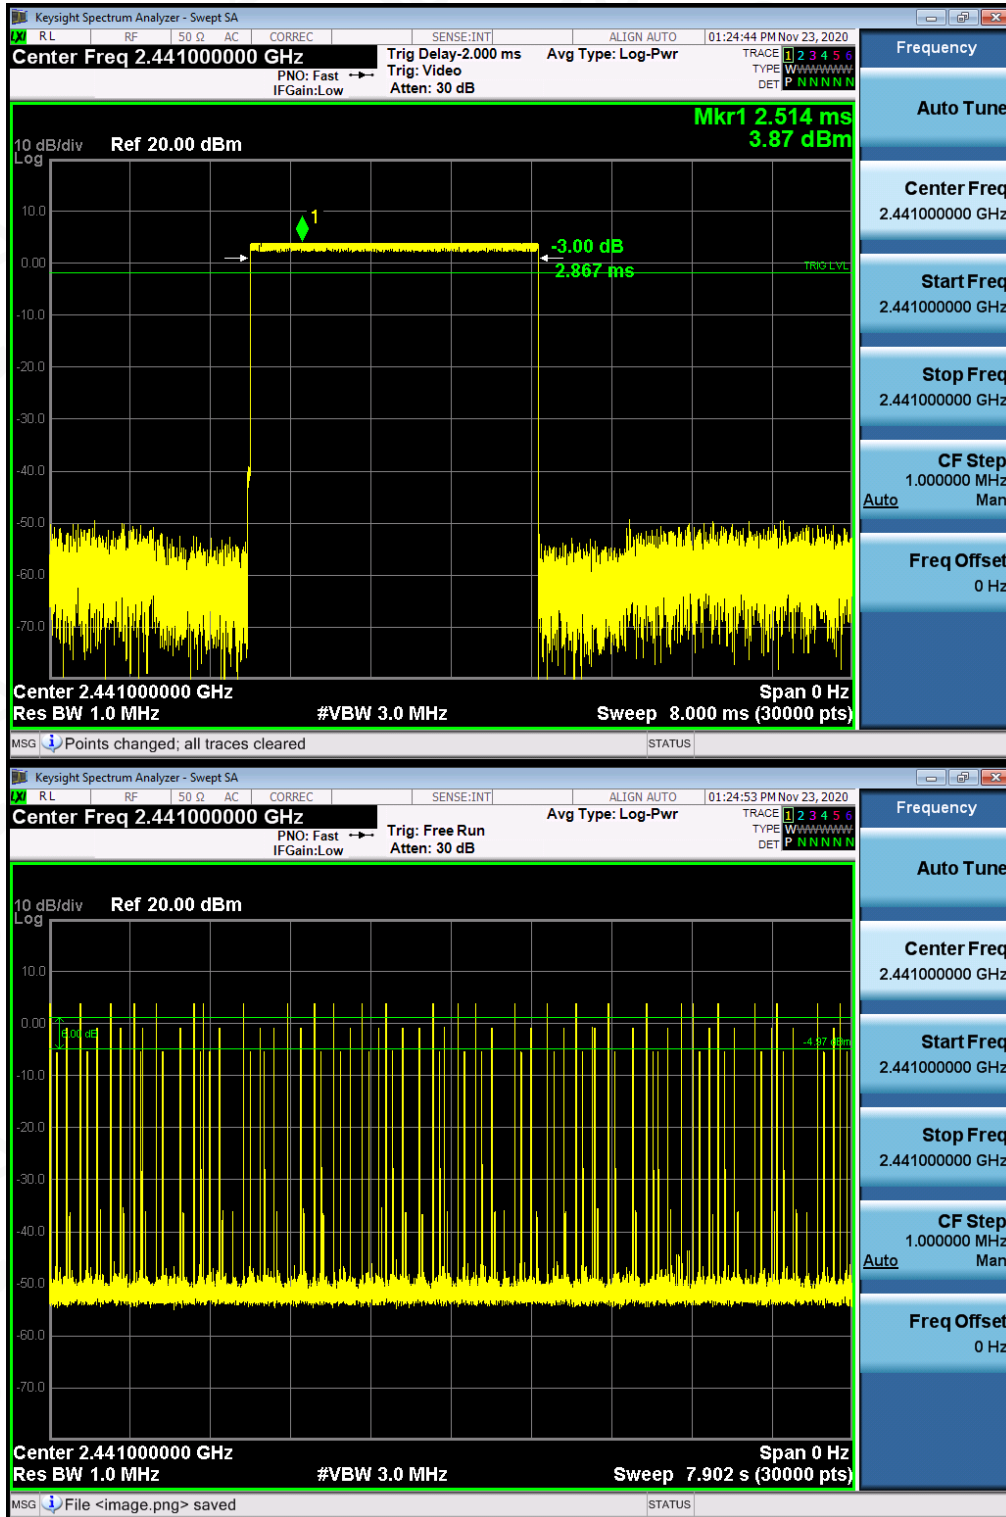 Keysight Spectrum Analyzer - Swept SA
LXI RL RF 50 Ω AC CORREC SENSE:INT ALIGN AUTO 01:24:44 PM Nov 23, 2020
Center Freq 2.441000000 GHz
PNO: Fast
IFGain:Low
Trig Delay-2.000 ms
Trig: Video
Atten: 30 dB
Avg Type: Log-Pwr
TRACE 1 2 3 4 5 6
TYPE WWWWWW
DET P N N N N N
Frequency
Mkr1 2.514 ms
3.87 dBm
10 dB/div Ref 20.00 dBm
Log
10.0
0.00
-10.0
-20.0
-30.0
-40.0
-50.0
-60.0
-70.0
1
-3.00 dB
2.867 ms
TRIG LVL
Center 2.441000000 GHz Span 0 Hz
Res BW 1.0 MHz #VBW 3.0 MHz Sweep 8.000 ms (30000 pts)
MSG Points changed; all traces cleared STATUS
Auto Tune
Center Freq
2.441000000 GHz
Start Freq
2.441000000 GHz
Stop Freq
2.441000000 GHz
CF Step
1.000000 MHz
Auto Man
Freq Offset
0 Hz
Keysight Spectrum Analyzer - Swept SA
LXI RL RF 50 Ω AC CORREC SENSE:INT ALIGN AUTO 01:24:53 PM Nov 23, 2020
Center Freq 2.441000000 GHz
PNO: Fast
IFGain:Low
Trig: Free Run
Atten: 30 dB
Avg Type: Log-Pwr
TRACE 1 2 3 4 5 6
TYPE WWWWWW
DET P N N N N N
Frequency
10 dB/div Ref 20.00 dBm
Log
10.0
0.00
-10.0
-20.0
-30.0
-40.0
-50.0
-60.0
-70.0
6.00 dB
-4.97 dBm
Center 2.441000000 GHz Span 0 Hz
Res BW 1.0 MHz #VBW 3.0 MHz Sweep 7.902 s (30000 pts)
MSG File <image.png> saved STATUS
Auto Tune
Center Freq
2.441000000 GHz
Start Freq
2.441000000 GHz
Stop Freq
2.441000000 GHz
CF Step
1.000000 MHz
Auto Man
Freq Offset
0 Hz